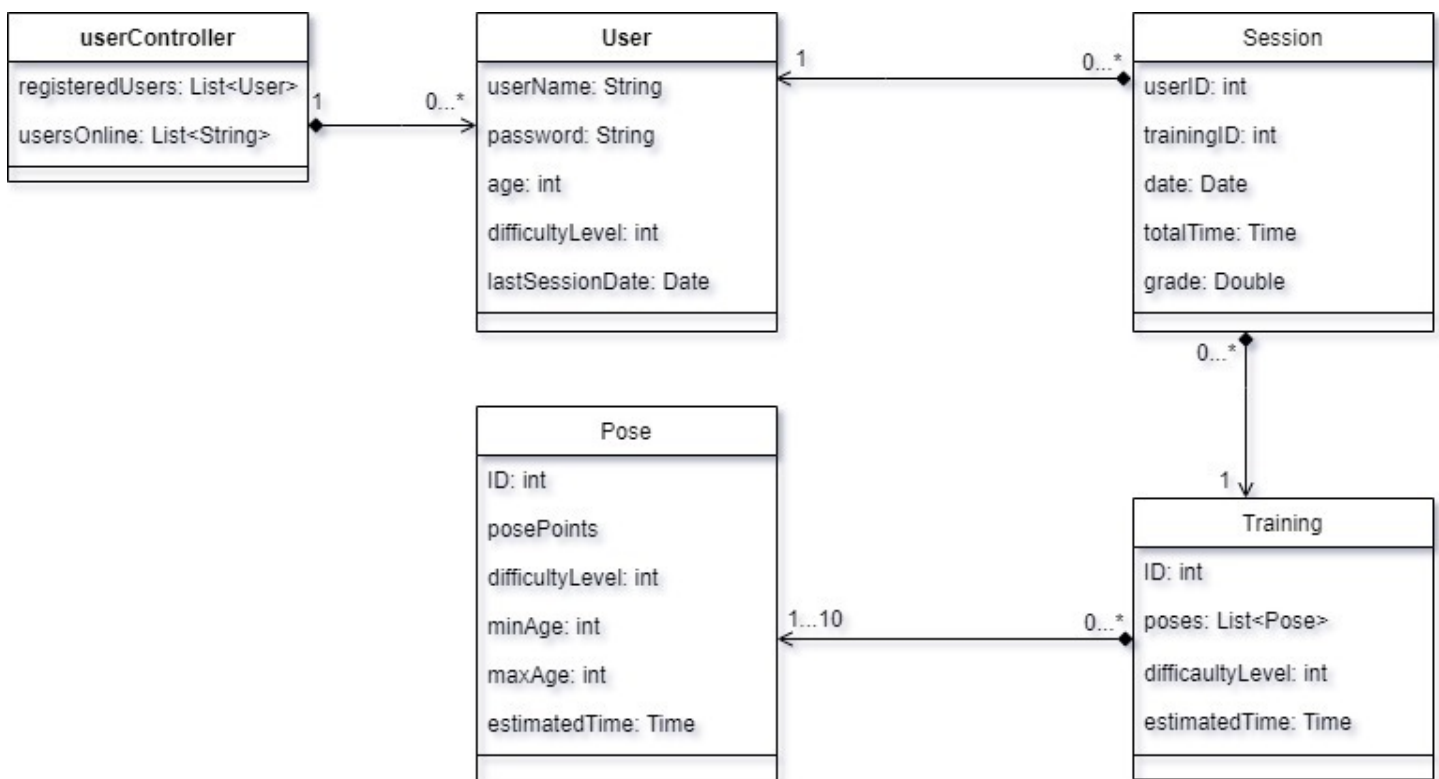 userController
registeredUsers: List<User>
usersOnline: List<String>
1
0...*
User
userName: String
password: String
age: int
difficultyLevel: int
lastSessionDate: Date
1
0...*
Session
userID: int
trainingID: int
date: Date
totalTime: Time
grade: Double
0...*
1
Pose
ID: int
posePoints
difficultyLevel: int
minAge: int
maxAge: int
estimatedTime: Time
1...10
0...*
Training
ID: int
poses: List<Pose>
difficaultyLevel: int
estimatedTime: Time